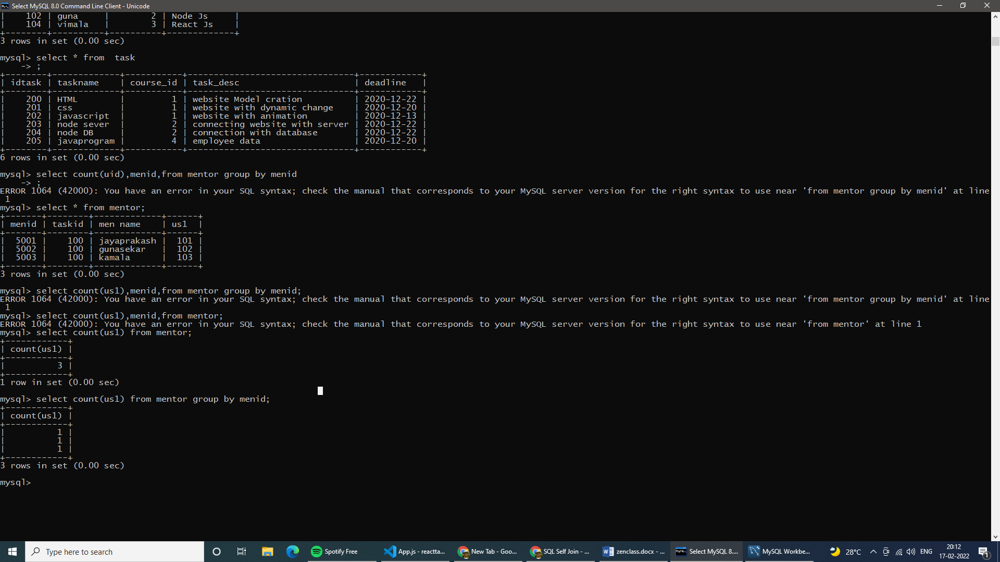 Select MySQL 8.0 Command Line Client - Unicode
|    102 | guna     |        2 | Node Js     |
|    104 | vimala   |        3 | React Js    |
+--------+----------+----------+-------------+
3 rows in set (0.00 sec)
mysql> select * from  task
    -> ;
+--------+-------------+-----------+--------------------------------+------------+
| idtask | taskname    | course_id | task_desc                      | deadline   |
+--------+-------------+-----------+--------------------------------+------------+
|    200 | HTML        |         1 | website Model cration          | 2020-12-22 |
|    201 | css         |         1 | website with dynamic change    | 2020-12-20 |
|    202 | javascript  |         1 | website with animation         | 2020-12-13 |
|    203 | node sever  |         2 | connecting website with server | 2020-12-22 |
|    204 | node DB     |         2 | connection with database       | 2020-12-22 |
|    205 | javaprogram |         4 | employee data                  | 2020-12-20 |
+--------+-------------+-----------+--------------------------------+------------+
6 rows in set (0.00 sec)
mysql> select count(uid),menid,from mentor group by menid
    -> ;
ERROR 1064 (42000): You have an error in your SQL syntax; check the manual that corresponds to your MySQL server version for the right syntax to use near 'from mentor group by menid' at line
 1
mysql> select * from mentor;
+-------+--------+-------------+------+
| menid | taskid | men name    | us1  |
+-------+--------+-------------+------+
|  5001 |    100 | jayaprakash |  101 |
|  5002 |    100 | gunasekar   |  102 |
|  5003 |    100 | kamala      |  103 |
+-------+--------+-------------+------+
3 rows in set (0.00 sec)
mysql> select count(us1),menid,from mentor group by menid;
ERROR 1064 (42000): You have an error in your SQL syntax; check the manual that corresponds to your MySQL server version for the right syntax to use near 'from mentor group by menid' at line
 1
mysql> select count(us1),menid,from mentor;
ERROR 1064 (42000): You have an error in your SQL syntax; check the manual that corresponds to your MySQL server version for the right syntax to use near 'from mentor' at line 1
mysql> select count(us1) from mentor;
+------------+
| count(us1) |
+------------+
|          3 |
+------------+
1 row in set (0.00 sec)
mysql> select count(us1) from mentor group by menid;
+------------+
| count(us1) |
+------------+
|          1 |
|          1 |
|          1 |
+------------+
3 rows in set (0.00 sec)
mysql>
Type here to search
Spotify Free
App.js - reactta...
New Tab - Goo...
SQL Self Join - ...
zenclass.docx - ...
Select MySQL 8....
MySQL Workbe...
28°C
ENG
20:12
17-02-2022
1